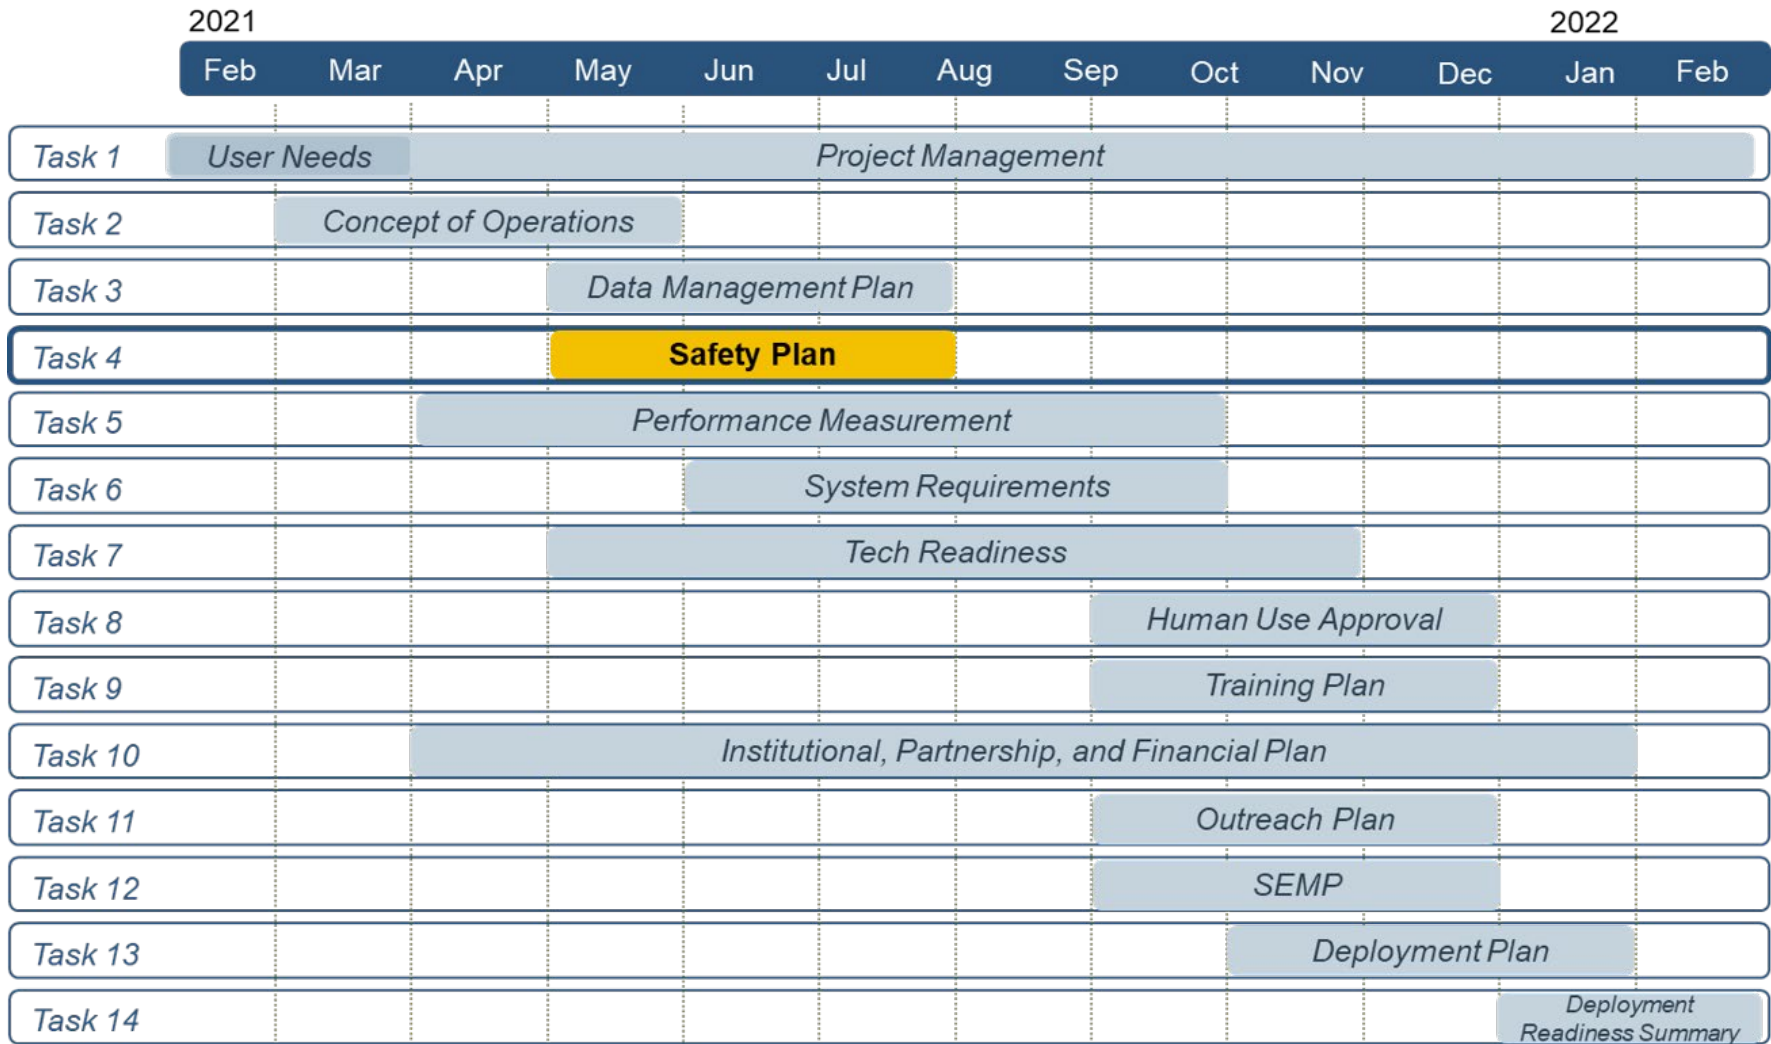 2021 2022
Feb Mar Apr May Jun Jul Aug Sep Oct Nov Dec Jan Feb
Task 1 User Needs Project Management
Task 2 Concept of Operations
Task 3 Data Management Plan
Task 4 Safety Plan
Task 5 Performance Measurement
Task 6 System Requirements
Task 7 Tech Readiness
Task 8 Human Use Approval
Task 9 Training Plan
Task 10 Institutional, Partnership, and Financial Plan
Task 11 Outreach Plan
Task 12 SEMP
Task 13 Deployment Plan
Task 14 Deployment
Readiness Summary